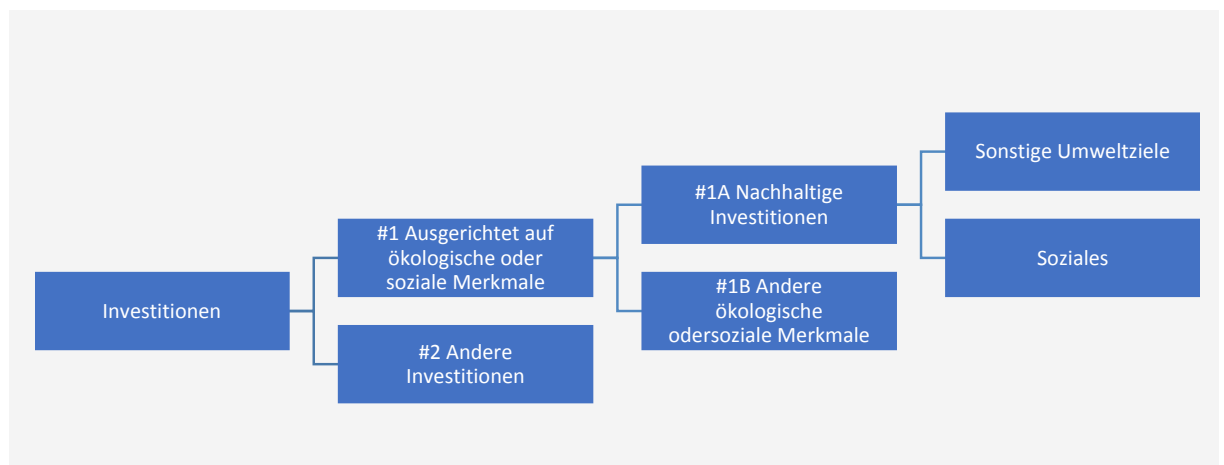 Investitionen
#1 Ausgerichtet auf
ökologische oder
soziale Merkmale
#2 Andere
Investitionen
#1A Nachhaltige
Investitionen
#1B Andere
ökologische
odersoziale Merkmale
Sonstige Umweltziele
Soziales